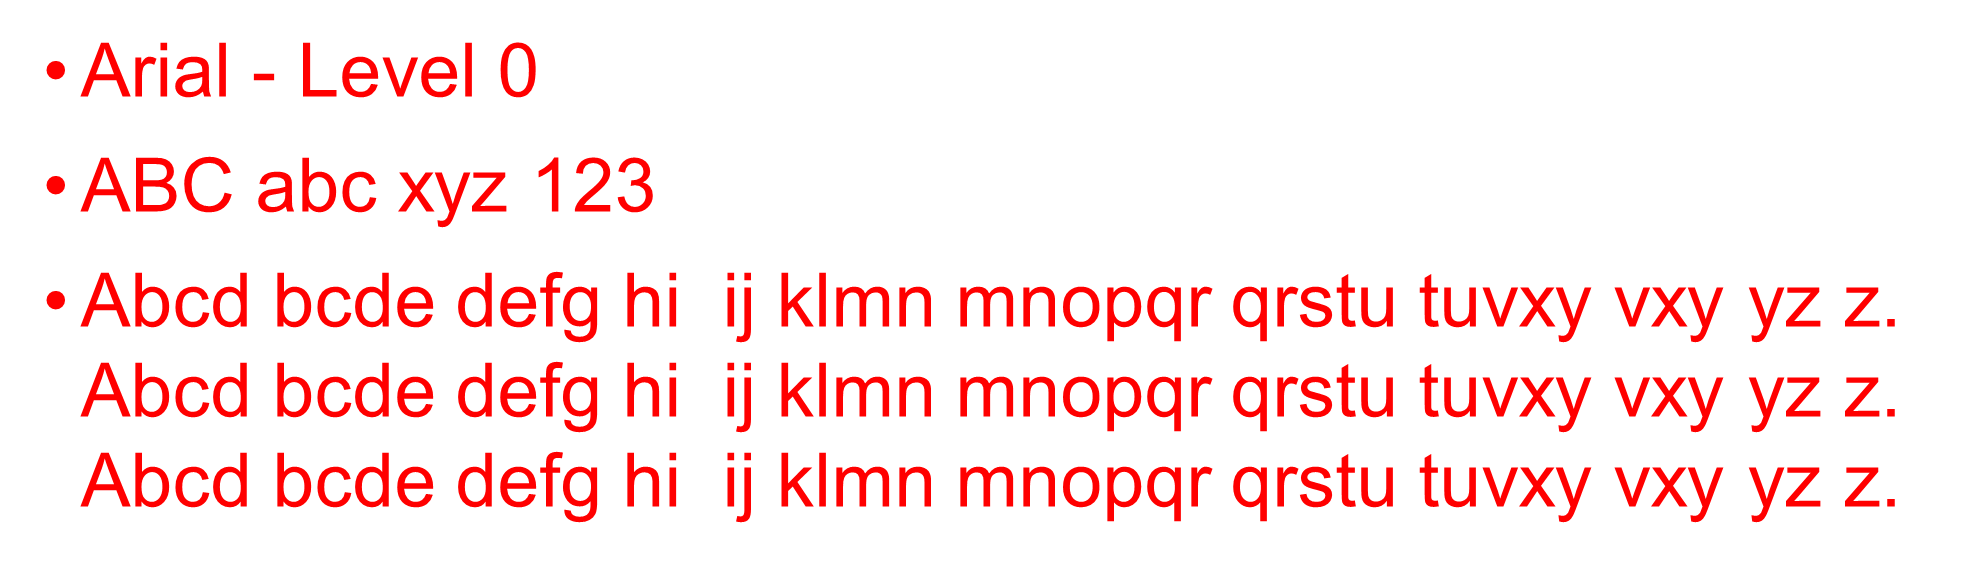 • Arial - Level 0
• ABC abc xyz 123
• Abcd bcde defg hi  ij klmn mnopqr qrstu tuvxy vxy yz z.
Abcd bcde defg hi  ij klmn mnopqr qrstu tuvxy vxy yz z.
Abcd bcde defg hi  ij klmn mnopqr qrstu tuvxy vxy yz z.